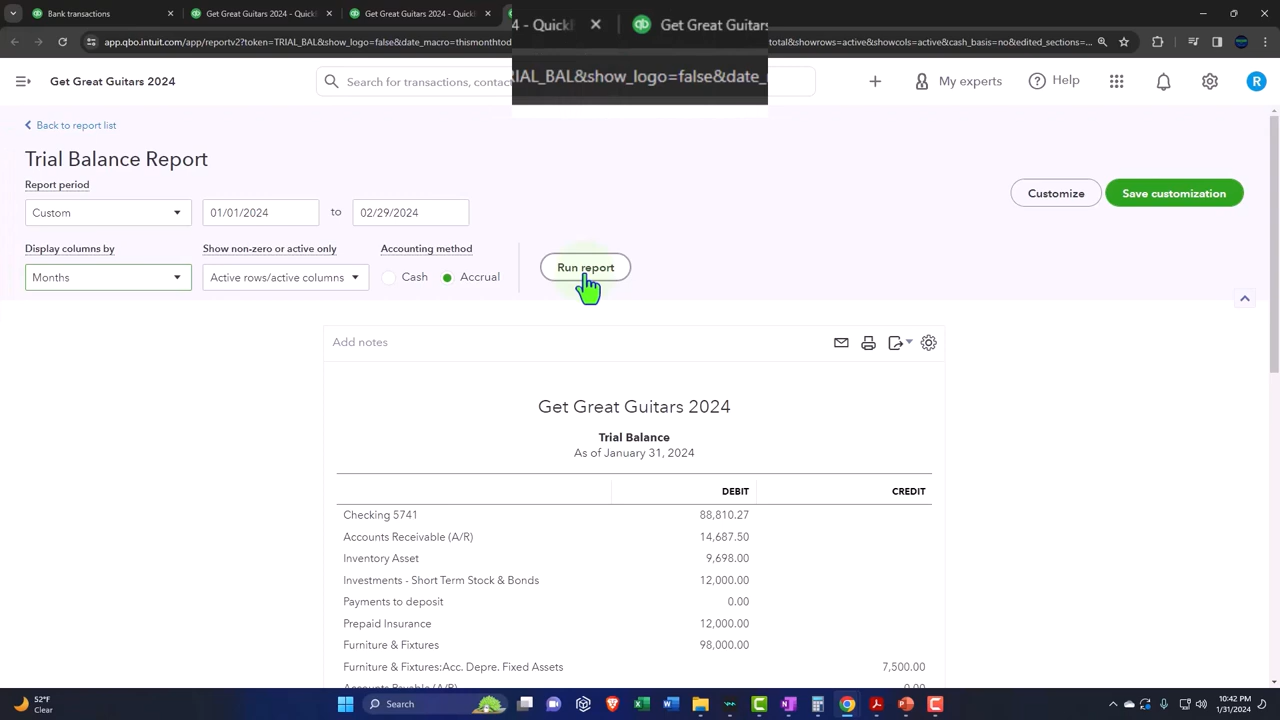 2024 - Quick
Get Great Guitars 2024 - Quick
Get Great Guitars 2024 - Quick
4 - QuickB
Get Great Guitars
app.qbo.intuit.com/app/reportv2?token=TRIAL_BAL&show_logo=false&date_macro=thismonthtod
RIAL_BAL&show_logo=false&date_
total&showrows=active&showcols=active&cash_basis=no&edited_sections=...
Get Great Guitars 2024
Search for transactions, contact
My experts
Help
R
Back to report list
Trial Balance Report
Report period
Custom
01/01/2024
to
02/29/2024
Customize
Save customization
Display columns by
Show non-zero or active only
Accounting method
Months
Active rows/active columns
Cash
Accrual
Run report
Add notes
Get Great Guitars 2024
Trial Balance
As of January 31, 2024
DEBIT
CREDIT
Checking 5741
88,810.27
Accounts Receivable (A/R)
14,687.50
Inventory Asset
9,698.00
Investments - Short Term Stock & Bonds
12,000.00
Payments to deposit
0.00
Prepaid Insurance
12,000.00
Furniture & Fixtures
98,000.00
Furniture & Fixtures:Acc. Depre. Fixed Assets
7,500.00
Accounts Payable (A/P)
0.00
52°F
Clear
Search
10:42 PM
1/31/2024